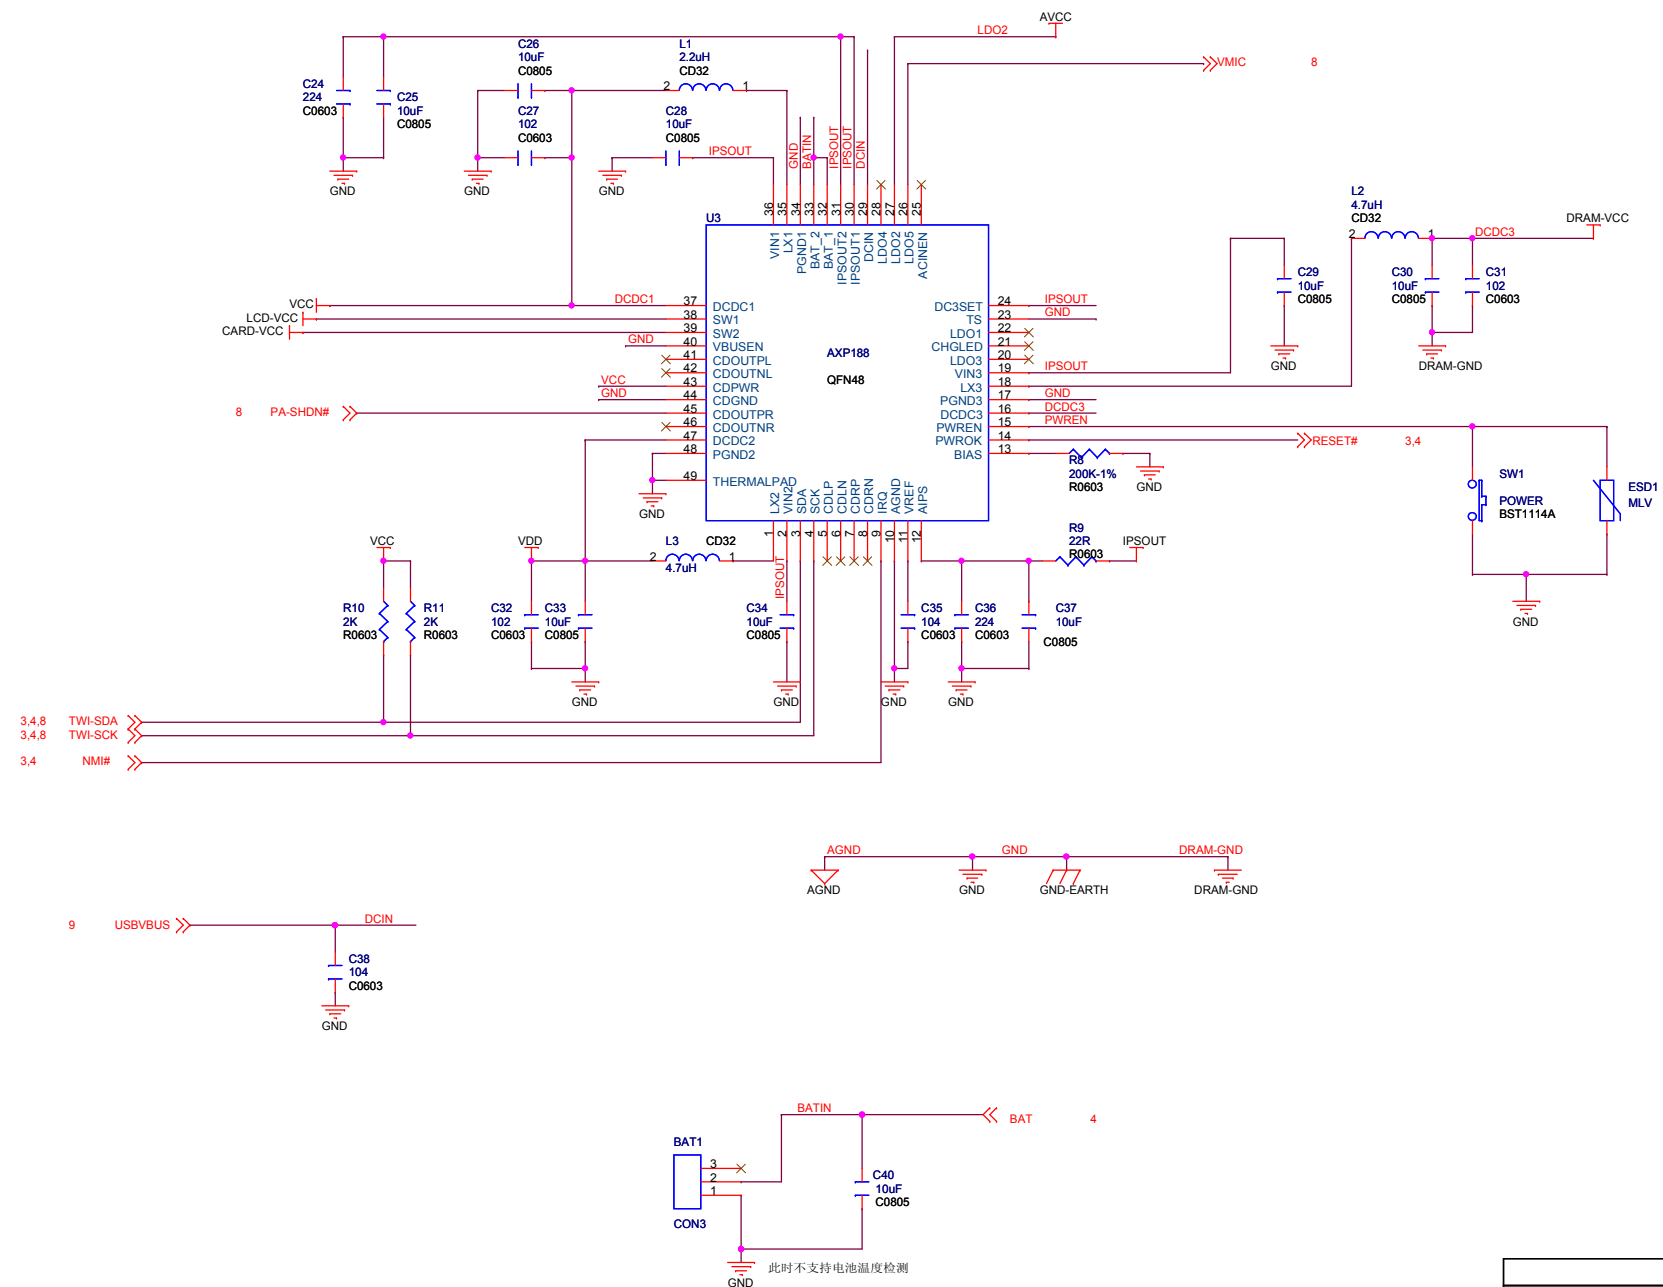 AVCC
LDO2
C26
10uF
C0805
L1
2.2uH
CD32
2
1
VMIC 8
C24
224
C0603
C25
10uF
C0805
C27
102
C0603
C28
10uF
C0805
IPSOUT
GND
BATIN
IPSOUT
IPSOUT
DCIN
GND
GND
GND
L2
4.7uH
CD32
2
1
DCDC3
DRAM-VCC
U3
36 35 34 33 32 31 30 29 28 27 26 25
VIN1
LX1
PGND1
BAT_2
BAT_1
IPSOUT2
IPSOUT1
DCIN
LDO4
LDO2
LDO5
ACINEN
C29
10uF
C0805
C30
10uF
C0805
C31
102
C0603
GND
DRAM-GND
VCC
LCD-VCC
CARD-VCC
DCDC1
GND
VCC
GND
8 PA-SHDN#
37 DCDC1
38 SW1
39 SW2
40 VBUSEN
41 CDOUTPL
42 CDOUTNL
43 CDPWR
44 CDGND
45 CDOUTPR
46 CDOUTNR
47 DCDC2
48 PGND2
49 THERMALPAD
AXP188
QFN48
DC3SET 24 IPSOUT
TS 23 GND
LDO1 22
CHGLED 21
LDO3 20
VIN3 19 IPSOUT
LX3 18
PGND3 17 GND
DCDC3 16 DCDC3
PWREN 15 PWREN
PWROK 14
BIAS 13
RESET# 3,4
R8
200K-1%
R0603
GND
SW1
POWER
BST1114A
ESD1
MLV
GND
LX2
VIN2
SDA
SCK
CDLP
CDLN
CDRP
CDRN
IRQ
AGND
VREF
AIPS
1 2 3 4 5 6 7 8 9 10 11 12
GND
VCC
VDD
L3
CD32
2
1
4.7uH
IPSOUT
R9
22R
R0603
IPSOUT
R10
2K
R0603
R11
2K
R0603
C32
102
C0603
C33
10uF
C0805
C34
10uF
C0805
C35
104
C0603
C36
224
C0603
C37
10uF
C0805
GND
GND
GND
GND
3,4,8 TWI-SDA
3,4,8 TWI-SCK
3,4 NMI#
AGND GND DRAM-GND
AGND GND GND-EARTH DRAM-GND
9 USBVBUS DCIN
C38
104
C0603
GND
BATIN
BAT 4
BAT1
3
2
1
CON3
C40
10uF
C0805
GND
此时不支持电池温度检测